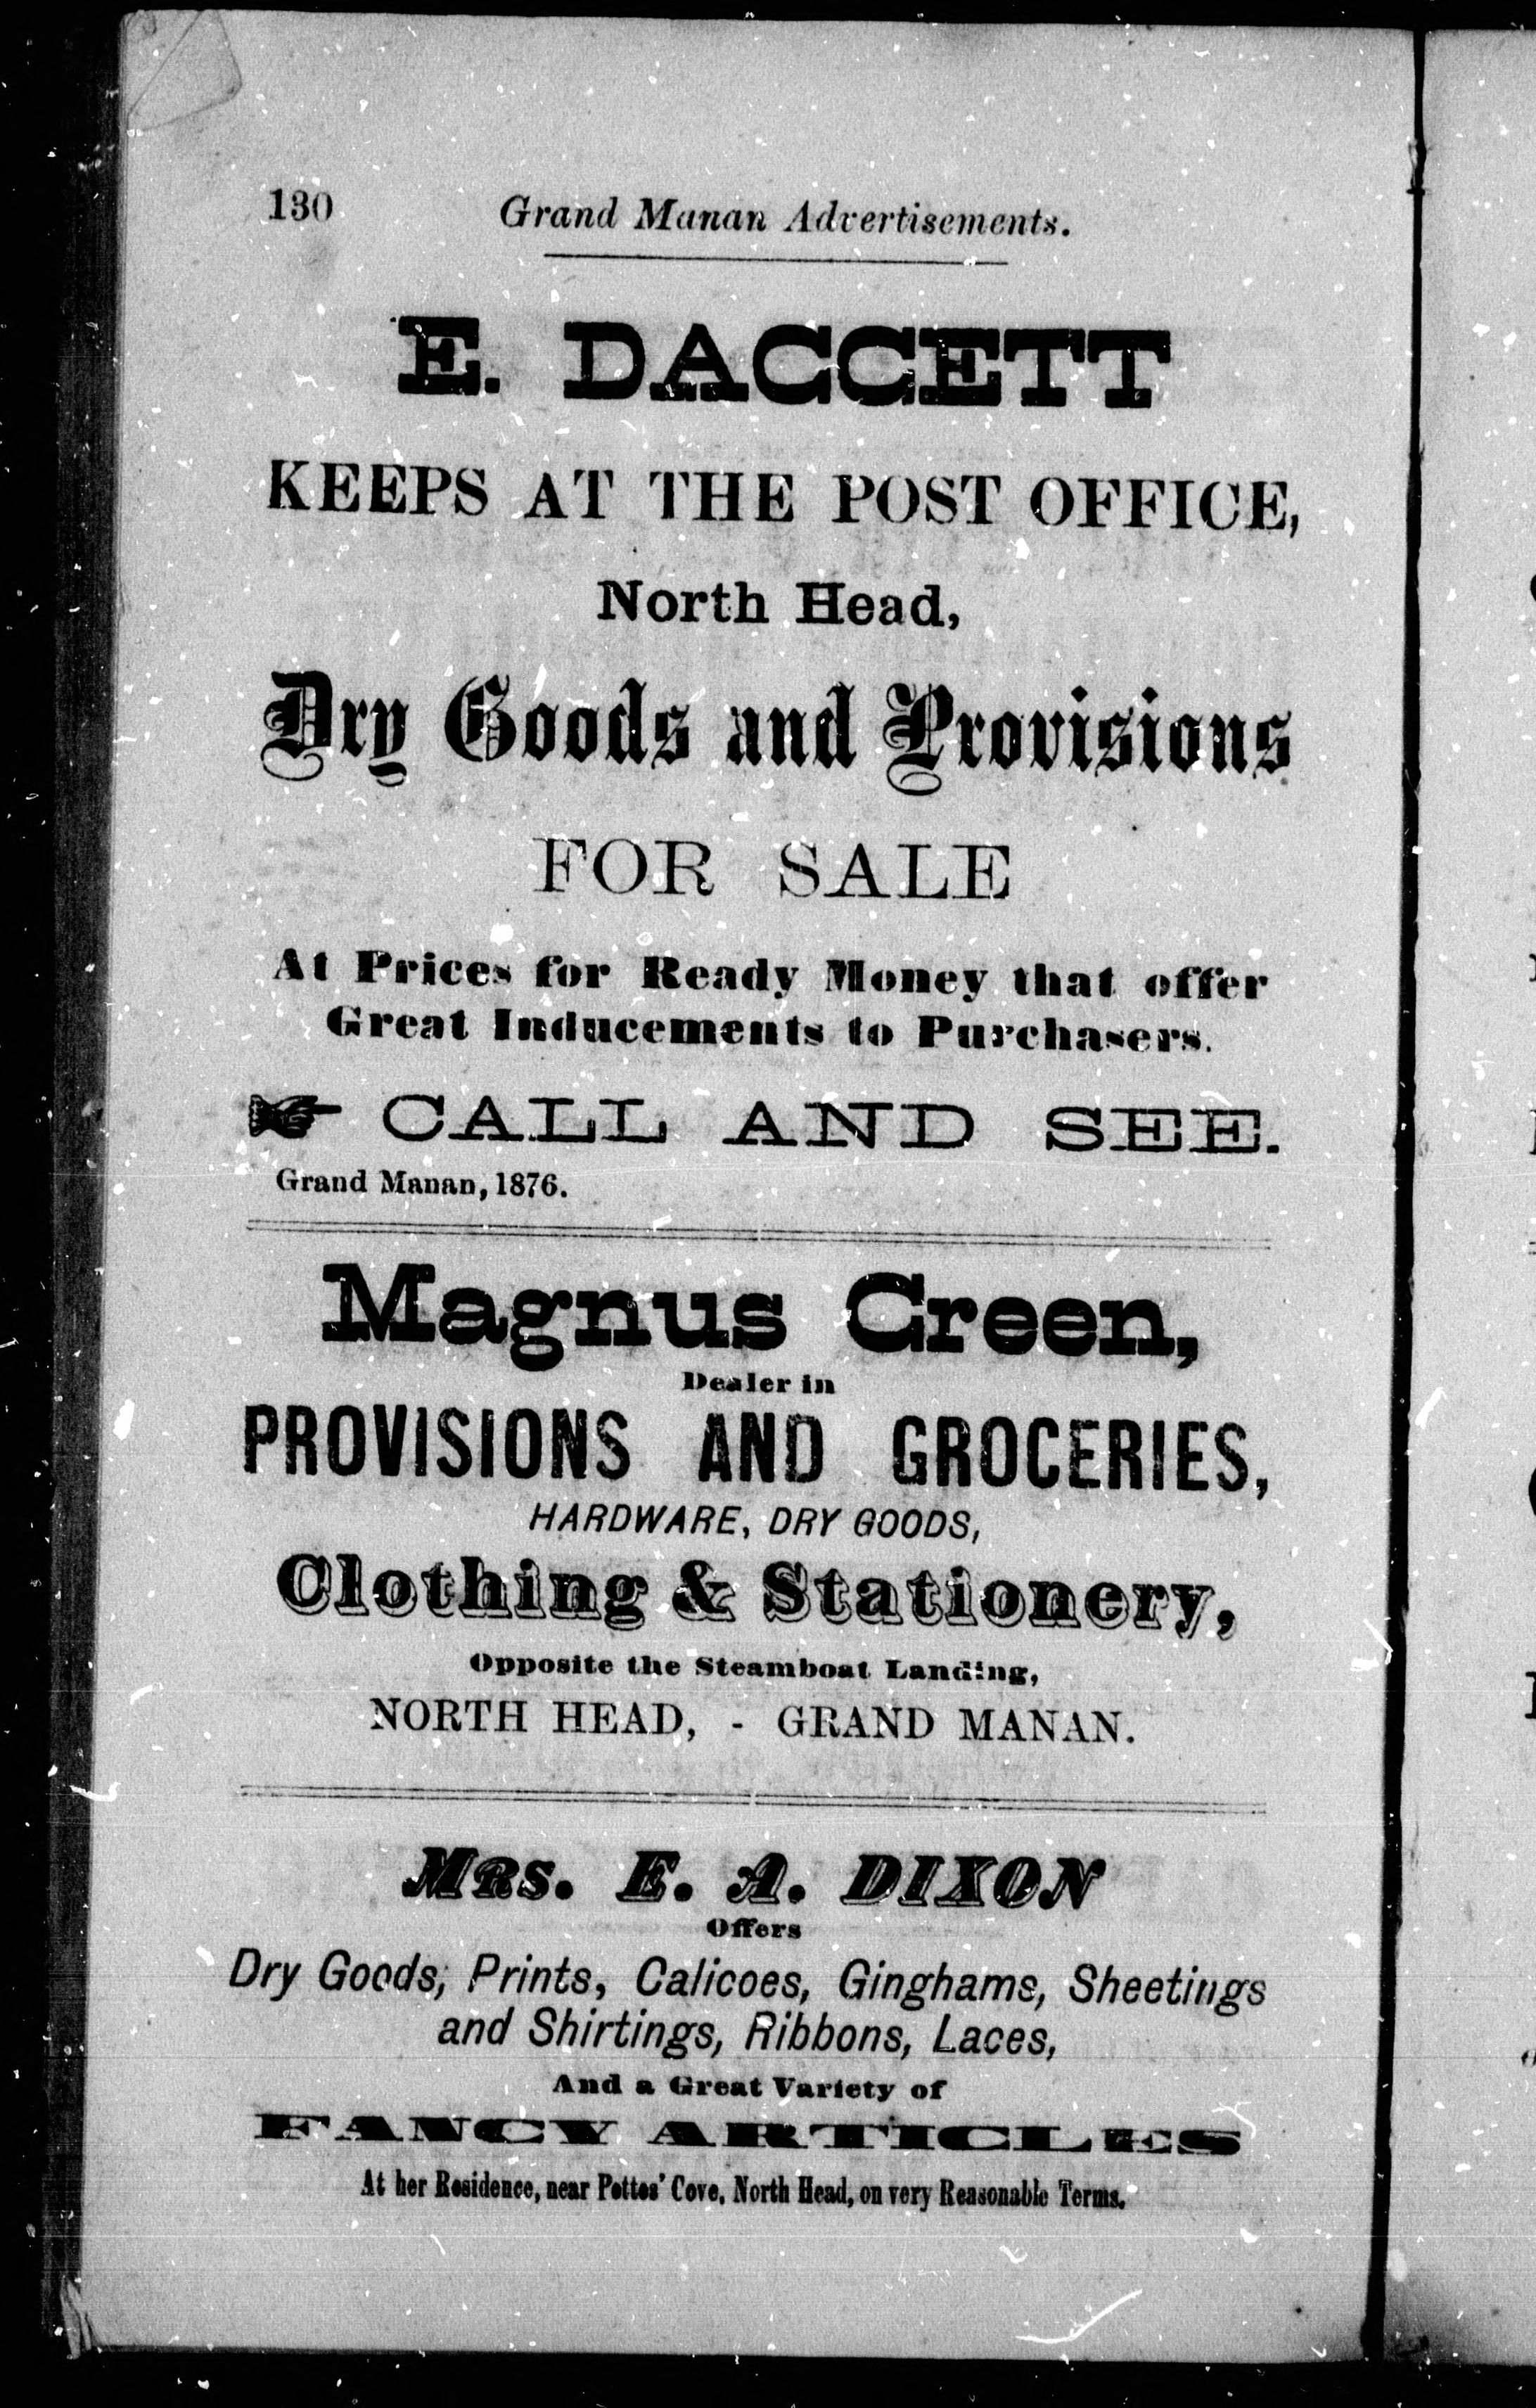 130
Grand Manan Advertisements.
E. DAGGETT
KEEPS AT THE POST OFFICE,
North Head,
Dry Goods and Provisions
FOR SALE
At Prices for Ready Money that offer
Great Inducements to Purchasers.
☞ CALL AND SEE.
Grand Manan, 1876.
Magnus Green,
Dealer in
PROVISIONS AND GROCERIES,
HARDWARE, DRY GOODS,
Clothing & Stationery,
Opposite the Steamboat Landing,
NORTH HEAD, - GRAND MANAN.
MRS. E. A. DIXON
Offers
Dry Goods, Prints, Calicoes, Ginghams, Sheetings
and Shirtings, Ribbons, Laces,
And a Great Variety of
FANCY ARTICLES
At her Residence, near Pettes' Cove, North Head, on very Reasonable Terms.